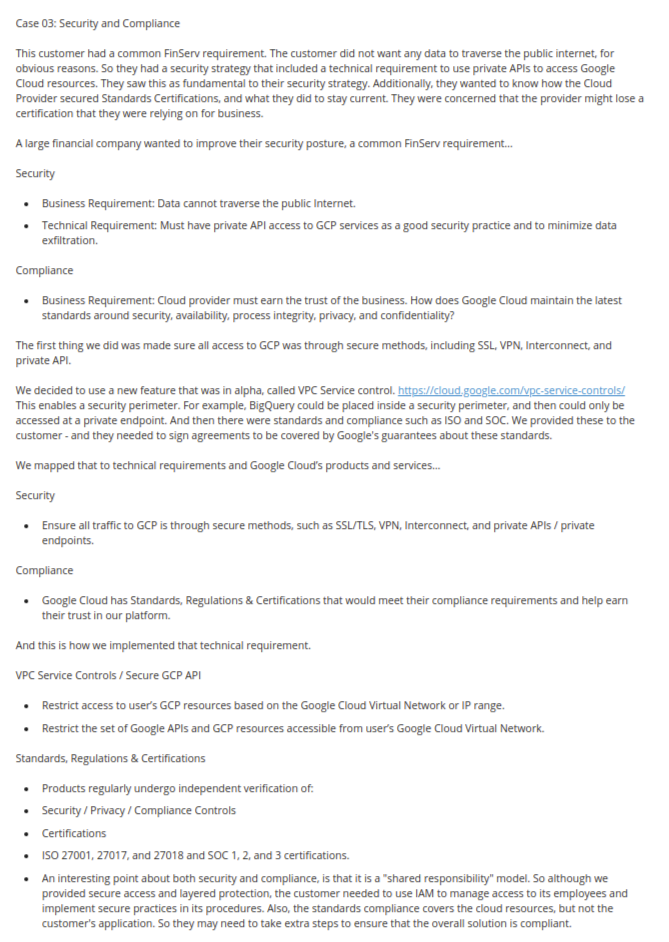 Case 03: Security and Compliance
This customer had a common FinServ requirement. The customer did not want any data to traverse the public internet, for
obvious reasons. So they had a security strategy that included a technical requirement to use private APIs to access Google
Cloud resources. They saw this as fundamental to their security strategy. Additionally, they wanted to know how the Cloud
Provider secured Standards Certifications, and what they did to stay current. They were concerned that the provider might lose a
certification that they were relying on for business.
A large financial company wanted to improve their security posture, a common FinServ requirement...
Security
• Business Requirement: Data cannot traverse the public Internet.
• Technical Requirement: Must have private API access to GCP services as a good security practice and to minimize data
exfiltration.
Compliance
• Business Requirement: Cloud provider must earn the trust of the business. How does Google Cloud maintain the latest
standards around security, availability, process integrity, privacy, and confidentiality?
The first thing we did was made sure all access to GCP was through secure methods, including SSL, VPN, Interconnect, and
private API.
We decided to use a new feature that was in alpha, called VPC Service control. https://cloud.google.com/vpc-service-controls/
This enables a security perimeter. For example, BigQuery could be placed inside a security perimeter, and then could only be
accessed at a private endpoint. And then there were standards and compliance such as ISO and SOC. We provided these to the
customer - and they needed to sign agreements to be covered by Google's guarantees about these standards.
We mapped that to technical requirements and Google Cloud's products and services...
Security
• Ensure all traffic to GCP is through secure methods, such as SSL/TLS, VPN, Interconnect, and private APIs / private
endpoints.
Compliance
• Google Cloud has Standards, Regulations & Certifications that would meet their compliance requirements and help earn
their trust in our platform.
And this is how we implemented that technical requirement.
VPC Service Controls / Secure GCP API
• Restrict access to user's GCP resources based on the Google Cloud Virtual Network or IP range.
• Restrict the set of Google APIs and GCP resources accessible from user's Google Cloud Virtual Network.
Standards, Regulations & Certifications
• Products regularly undergo independent verification of:
• Security / Privacy / Compliance Controls
• Certifications
• ISO 27001, 27017, and 27018 and SOC 1, 2, and 3 certifications.
• An interesting point about both security and compliance, is that it is a "shared responsibility" model. So although we
provided secure access and layered protection, the customer needed to use IAM to manage access to its employees and
implement secure practices in its procedures. Also, the standards compliance covers the cloud resources, but not the
customer's application. So they may need to take extra steps to ensure that the overall solution is compliant.